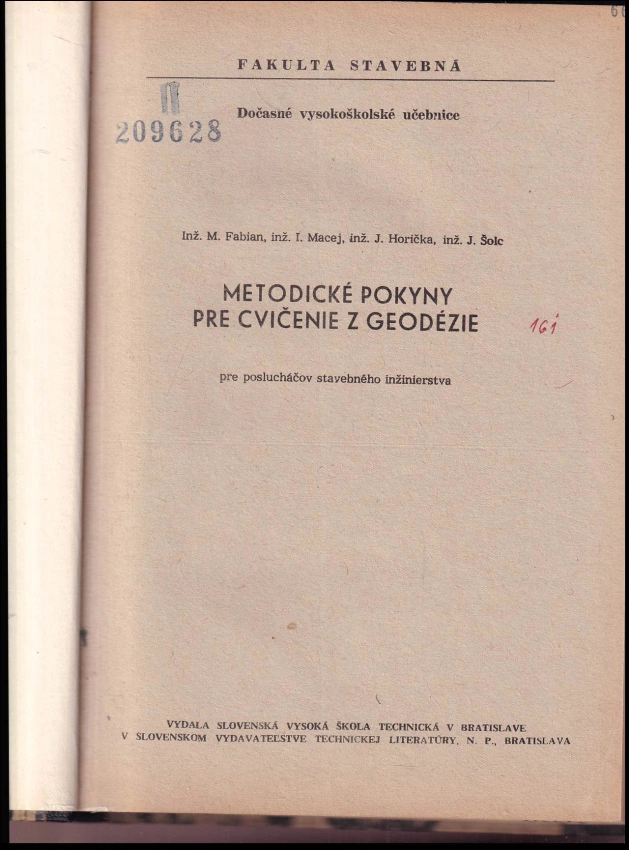 FAKULTA STAVEBNÁ
II
209628
Dočasné vysokoškolské učebnice
Inž. M. Fabian, inž. I. Macej, inž. J. Horička, inž. J. Šolc
METODICKÉ POKYNY
PRE CVIČENIE Z GEODÉZIE
161
pre poslucháčov stavebného inžinierstva
VYDALA SLOVENSKÁ VYSOKÁ ŠKOLA TECHNICKÁ V BRATISLAVE
V SLOVENSKOM VYDAVATEĽSTVE TECHNICKEJ LITERATÚRY, N. P., BRATISLAVA